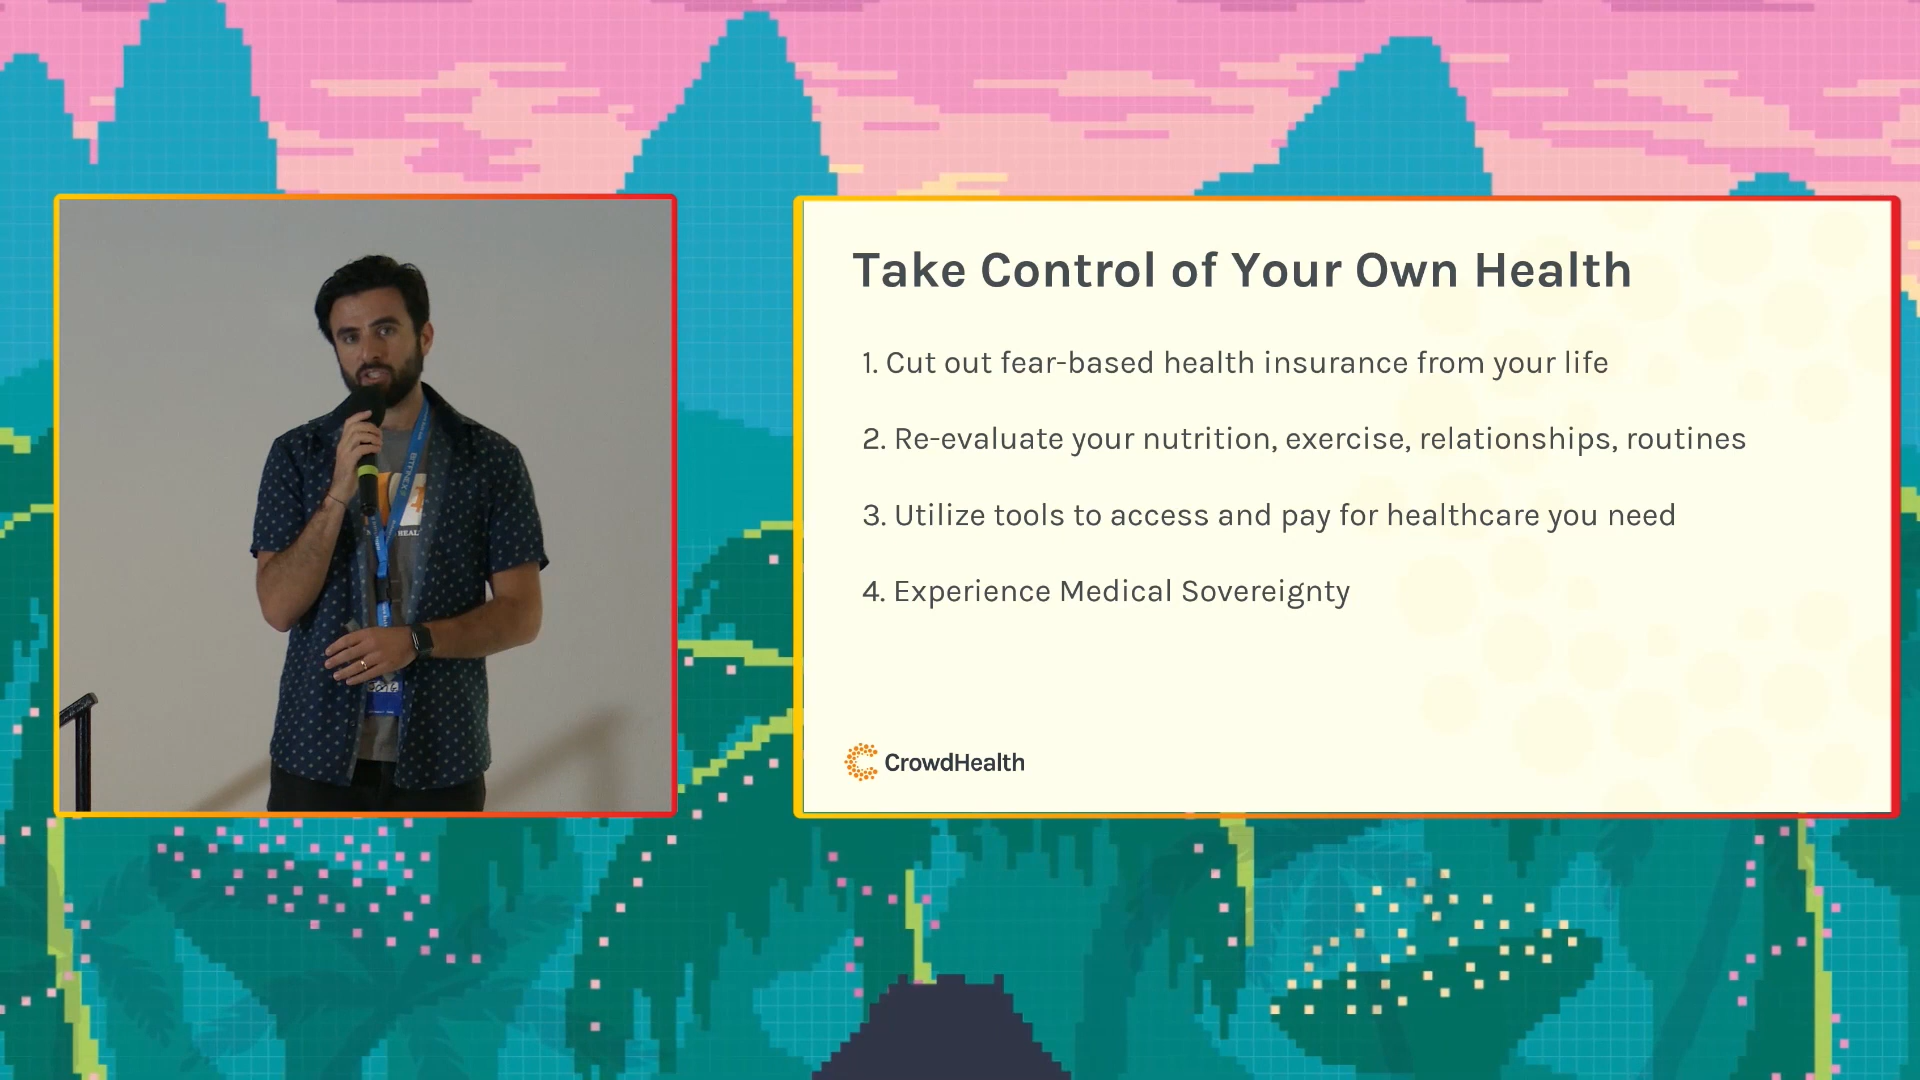 BITFINEX
HEAL
Take Control of Your Own Health
1. Cut out fear-based health insurance from your life
2. Re-evaluate your nutrition, exercise, relationships, routines
3. Utilize tools to access and pay for healthcare you need
4. Experience Medical Sovereignty
CrowdHealth